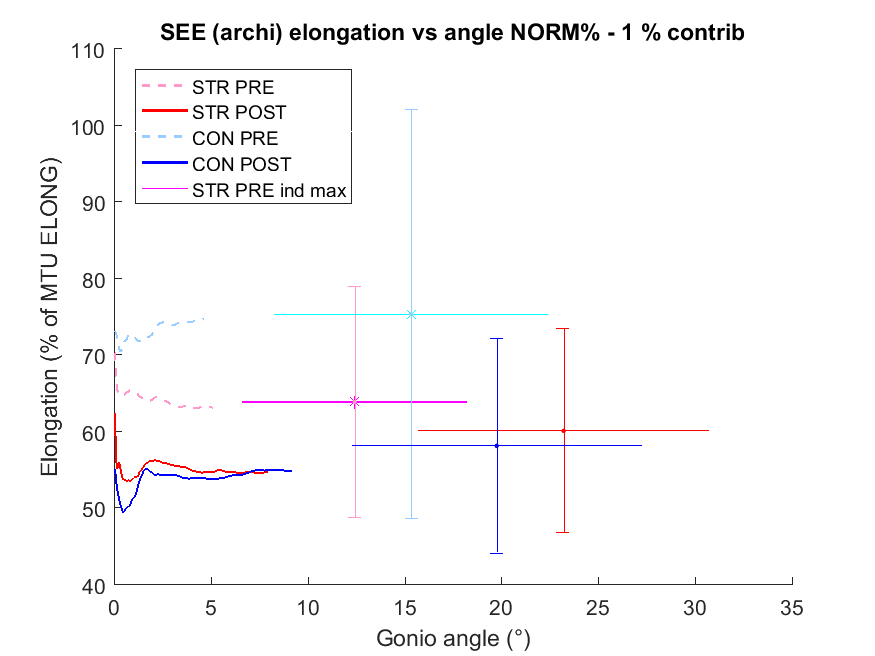 SEE (archi) elongation vs angle NORM% - 1 % contrib
110
100
90
80
70
60
50
40
Elongation (% of MTU ELONG)
STR PRE
STR POST
CON PRE
CON POST
STR PRE ind max
0 5 10 15 20 25 30 35
Gonio angle (°)